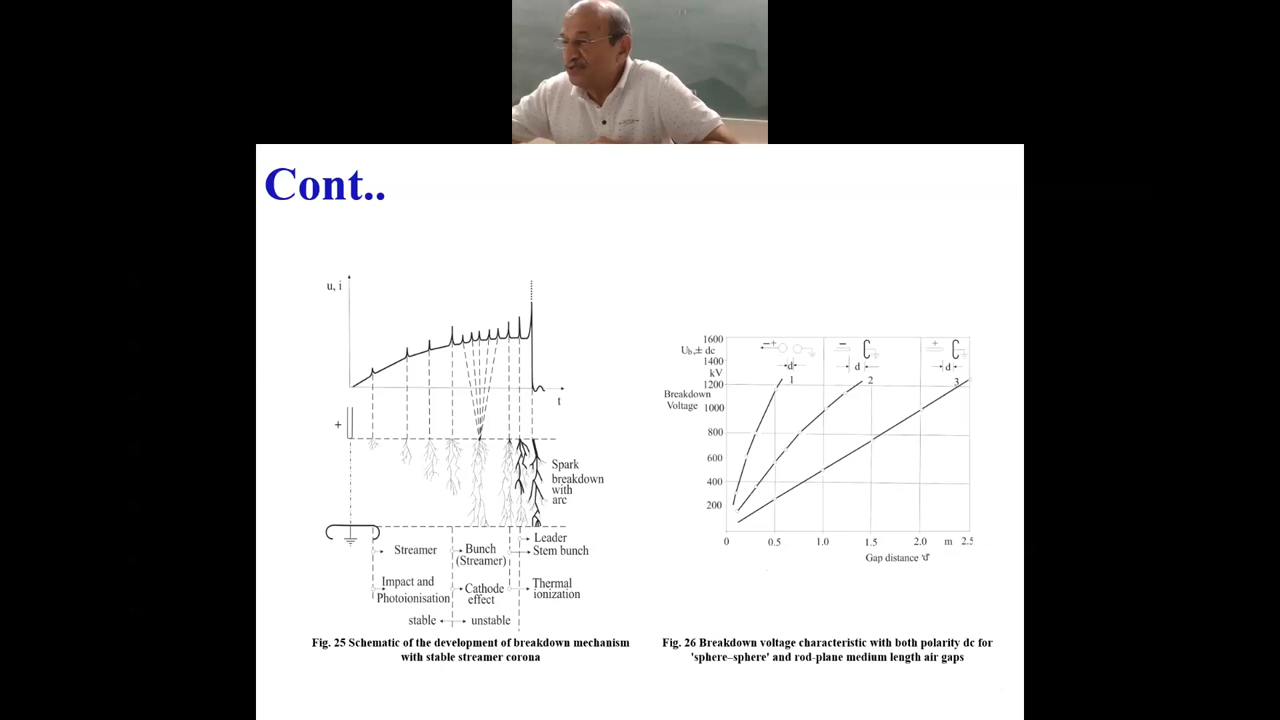 Cont..
u, i
t
+
Spark
breakdown
with
arc
Leader
Streamer
Bunch
(Streamer)
Stem bunch
Impact and
Photoionisation
Cathode
effect
Thermal
ionization
stable
unstable
Fig. 25 Schematic of the development of breakdown mechanism
with stable streamer corona
1600
U_b,± dc
1400
kV
1200
Breakdown
Voltage
1000
800
600
400
200
0
0.5
1.0
1.5
2.0
m
2.5
Gap distance 'd'
− +
d
1
−
d
2
+
d
3
Fig. 26 Breakdown voltage characteristic with both polarity dc for
'sphere–sphere' and rod-plane medium length air gaps